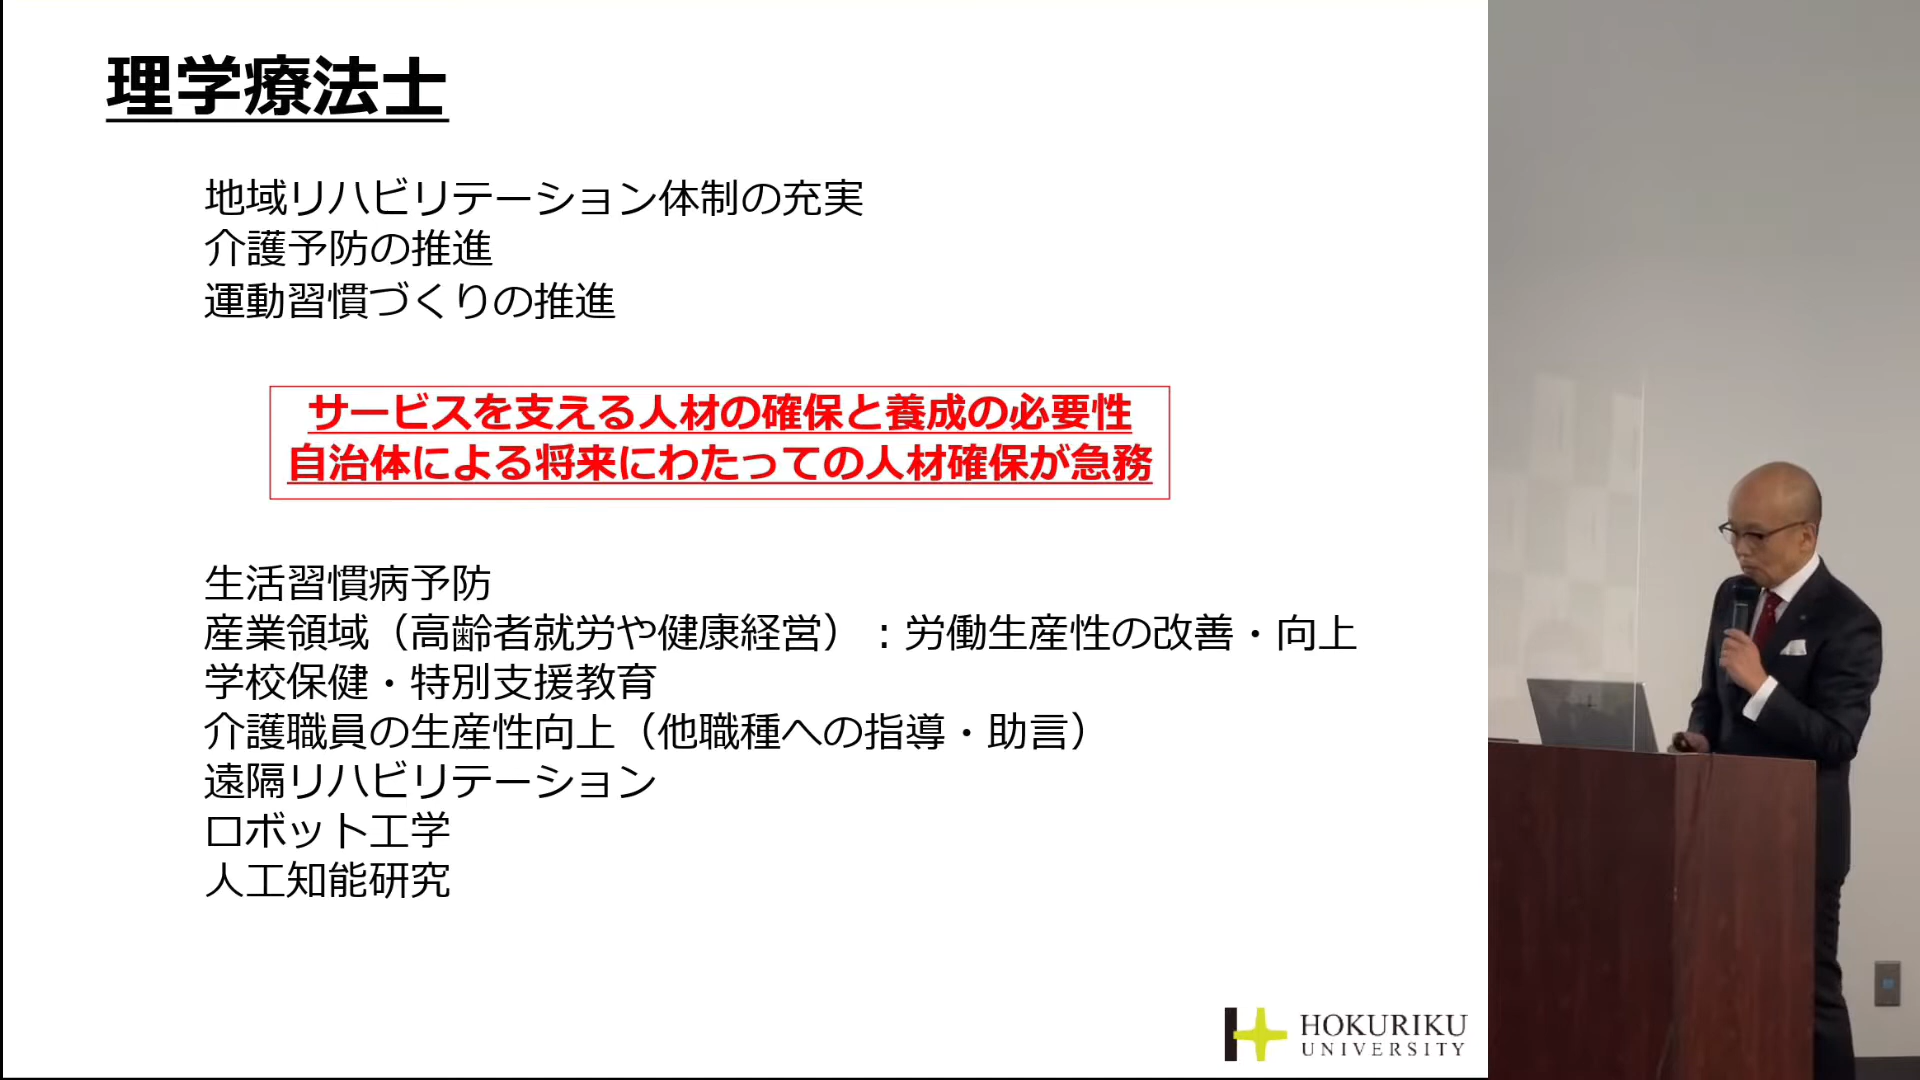 理学療法士
地域リハビリテーション体制の充実
介護予防の推進
運動習慣づくりの推進
サービスを支える人材の確保と養成の必要性
自治体による将来にわたっての人材確保が急務
生活習慣病予防
産業領域（高齢者就労や健康経営）：労働生産性の改善・向上
学校保健・特別支援教育
介護職員の生産性向上（他職種への指導・助言）
遠隔リハビリテーション
ロボット工学
人工知能研究
HOKURIKU
UNIVERSITY